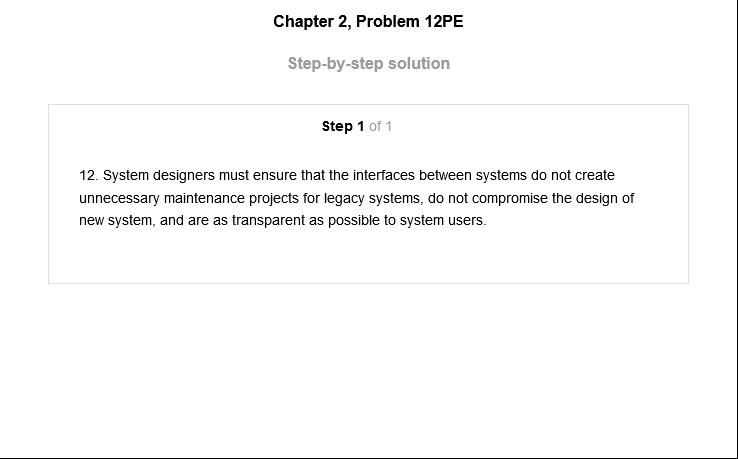 Chapter 2, Problem 12PE
Step-by-step solution
Step 1 of 1
12. System designers must ensure that the interfaces between systems do not create
unnecessary maintenance projects for legacy systems, do not compromise the design of
new system, and are as transparent as possible to system users.